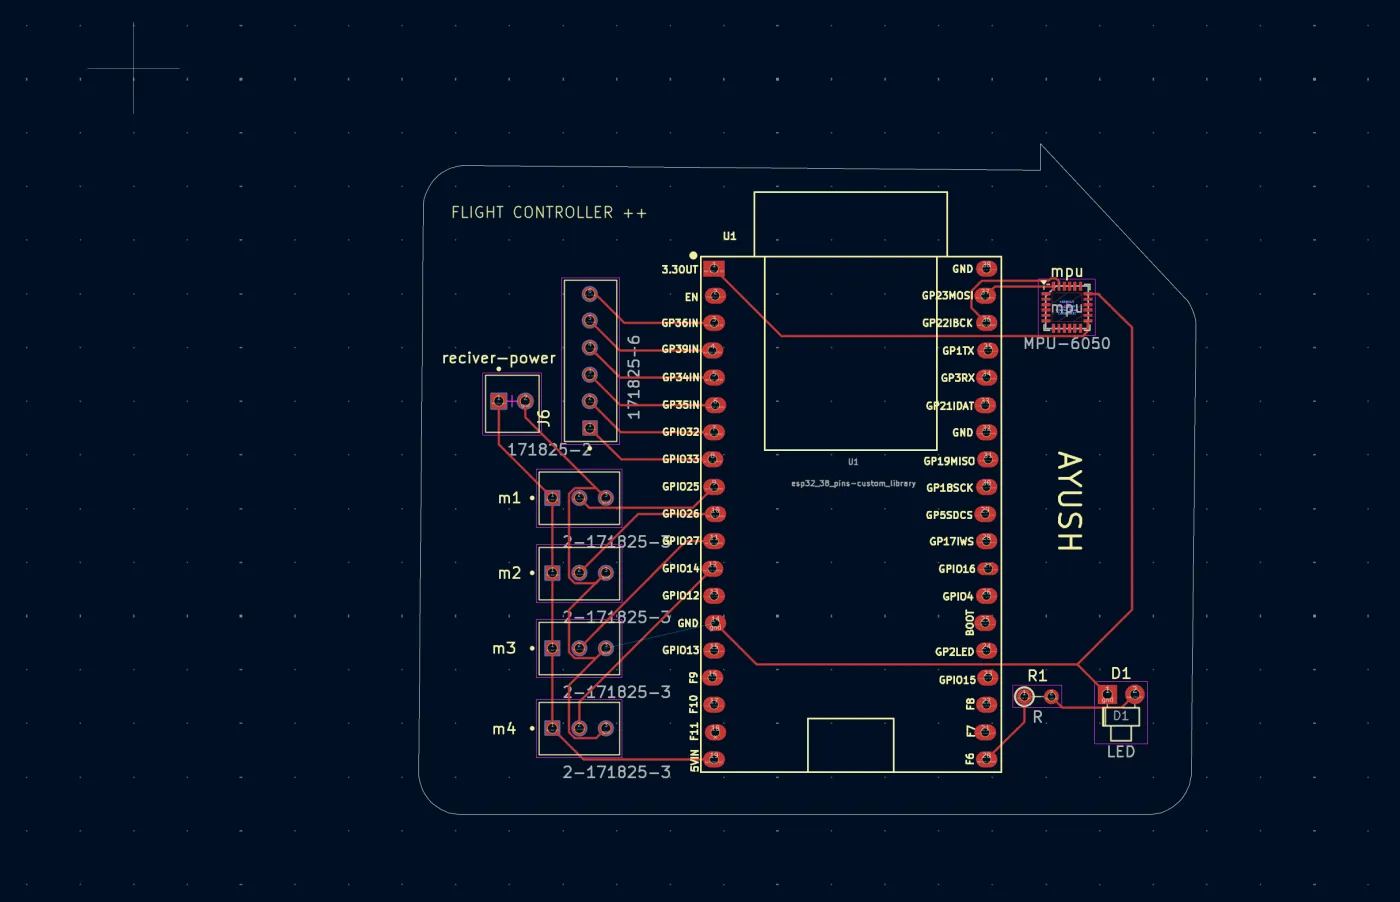 FLIGHT CONTROLLER ++
U1
3.3OUT
EN
GP36IN
GP39IN
GP34IN
GP35IN
GPIO32
GPIO33
GPIO25
GPIO26
GPIO27
GPIO14
GPIO12
GND
GPIO13
F9
F10
F11
5VIN
GND
GP23MOSI
GP22IBCK
GP1TX
GP3RX
GP21IDAT
GND
GP19MISO
GP18SCK
GP5SDCS
GP17IWS
GPIO16
GPIO4
BOOT
GP2LED
GPIO15
F8
F7
F6
U1
esp32_38_pins-custom_library
171825-6
reciver-power
J6
171825-2
m1
2-171825-3
m2
2-171825-3
m3
2-171825-3
m4
2-171825-3
mpu
mpu
MPU-6050
AYUSH
R1
R
D1
D1
LED